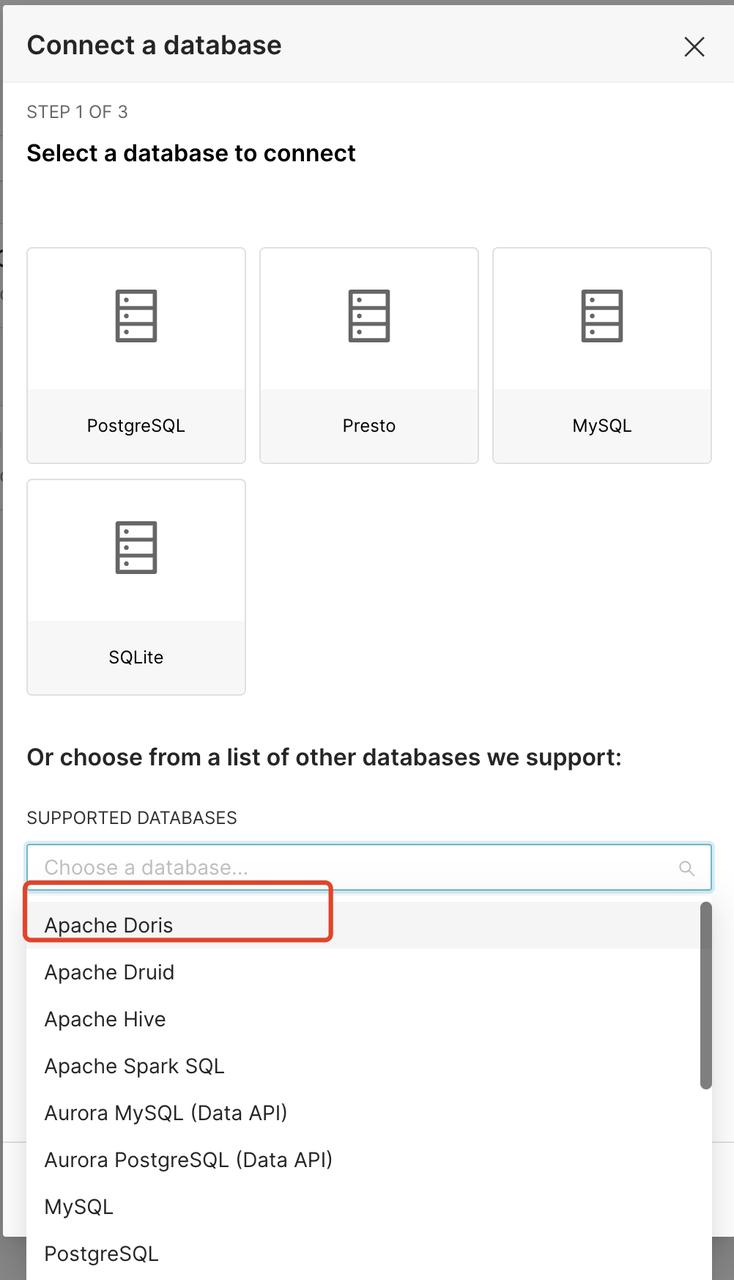 Connect a database
STEP 1 OF 3
Select a database to connect
PostgreSQL
Presto
MySQL
SQLite
Or choose from a list of other databases we support:
SUPPORTED DATABASES
Choose a database...
Apache Doris
Apache Druid
Apache Hive
Apache Spark SQL
Aurora MySQL (Data API)
Aurora PostgreSQL (Data API)
MySQL
PostgreSQL